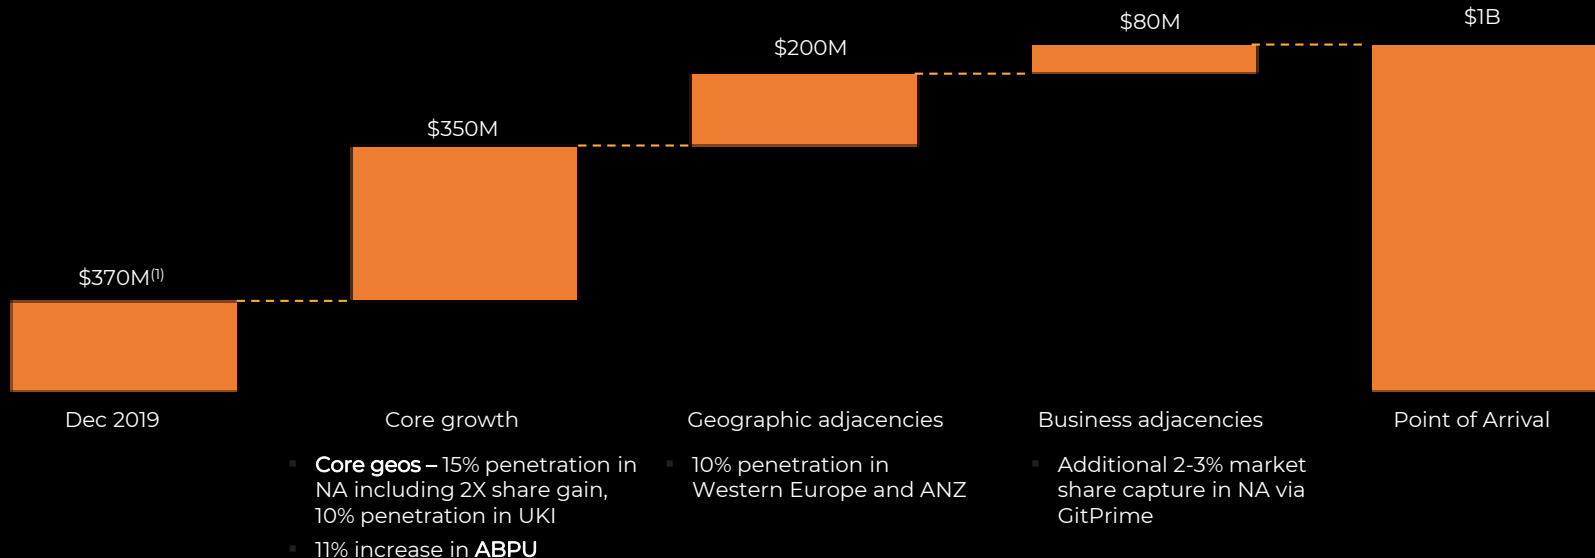 $370M(1)
$350M
$200M
$80M
$1B
Dec 2019
Core growth
Geographic adjacencies
Business adjacencies
Point of Arrival
Core geos – 15% penetration in
NA including 2X share gain,
10% penetration in UKI
11% increase in ABPU
10% penetration in
Western Europe and ANZ
Additional 2-3% market
share capture in NA via
GitPrime